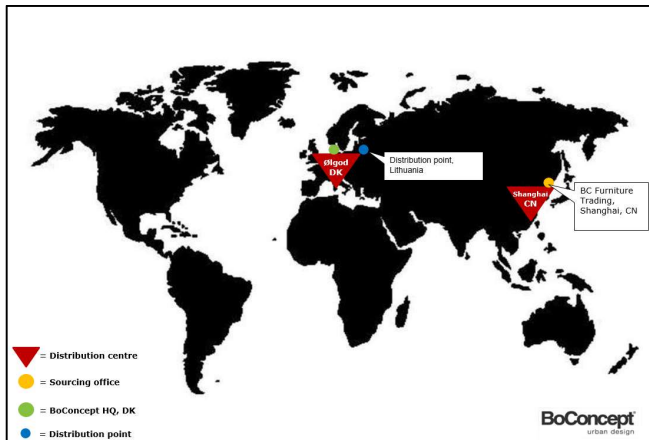 Ølgod
DK
Distribution point,
Lithuania
Shanghai
CN
BC Furniture
Trading,
Shanghai, CN
= Distribution centre
= Sourcing office
= BoConcept HQ, DK
= Distribution point
BoConcept®
urban design